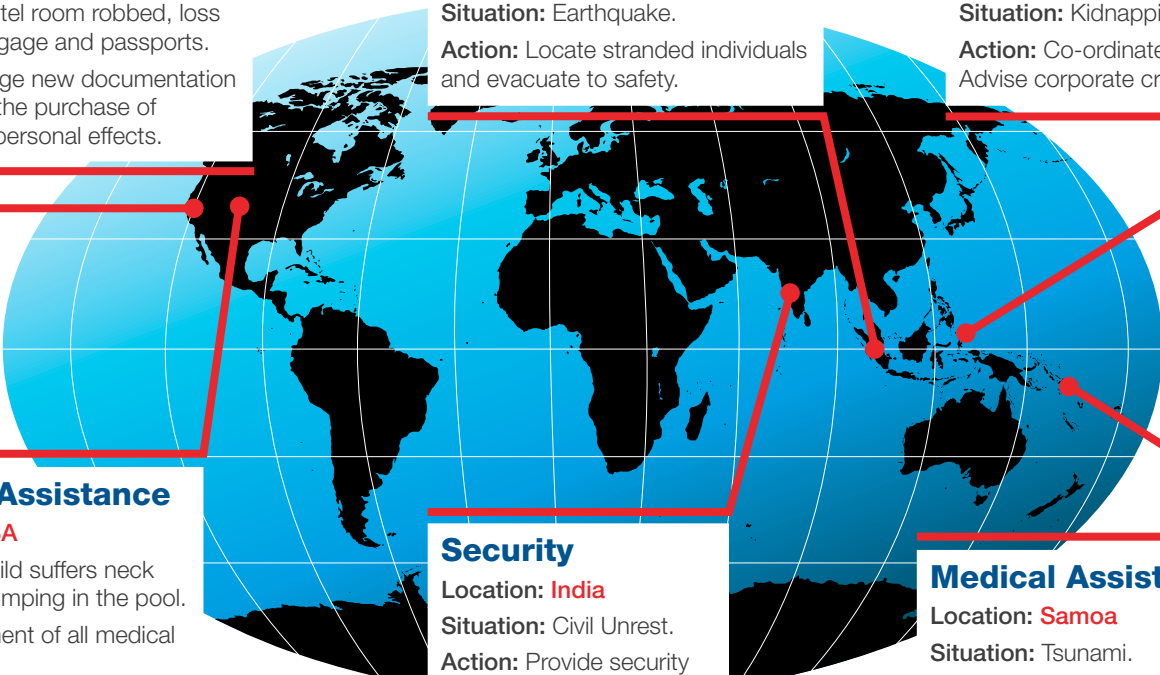 tel room robbed, loss
gage and passports.
ge new documentation
the purchase of
personal effects.
Situation: Earthquake.
Action: Locate stranded individuals
and evacuate to safety.
Situation: Kidnappi
Action: Co-ordinate
Advise corporate cr
Assistance
A
ild suffers neck
mping in the pool.
ent of all medical
Security
Location: India
Situation: Civil Unrest.
Action: Provide security
Medical Assist
Location: Samoa
Situation: Tsunami.